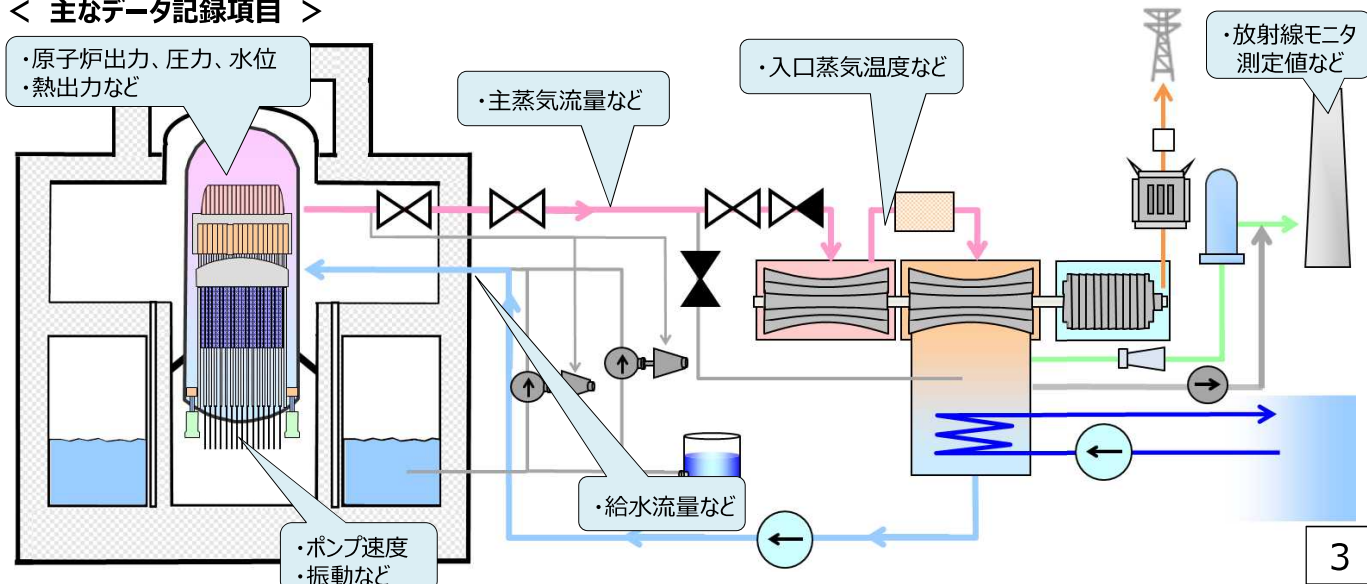 < 主なデータ記録項目 >
・原子炉出力、圧力、水位
・熱出力など
・主蒸気流量など
・入口蒸気温度など
・放射線モニタ
測定値など
・給水流量など
・ポンプ速度
・振動など
3